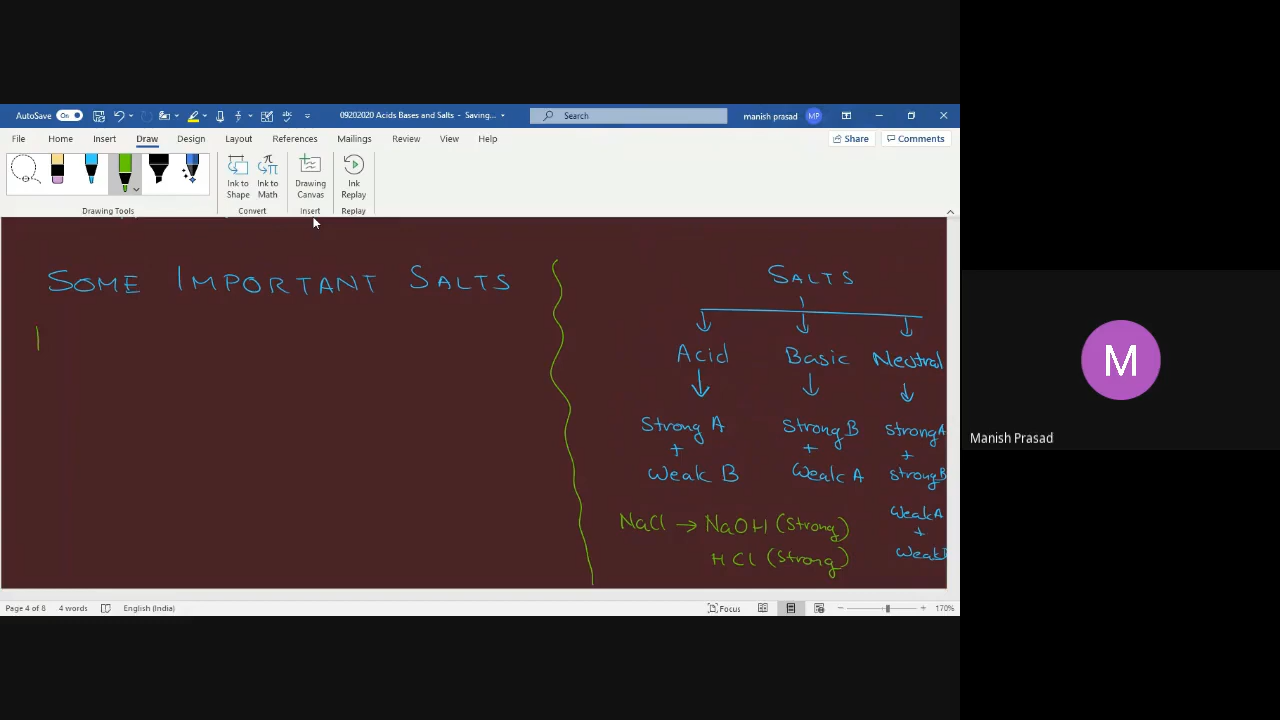 AutoSave On
09202020 Acids Bases and Salts - Saving...
Search
manish prasad MP
File Home Insert Draw Design Layout References Mailings Review View Help
Share Comments
Ink to Shape
Ink to Math
Drawing Canvas
Ink Replay
Drawing Tools Convert Insert Replay
SOME IMPORTANT SALTS
1
SALTS
Acid Basic Neutral
Strong A
+
Weak B
Strong B
+
Weak A
Strong A
+
Strong B
Weak A
+
Weak B
NaCl → NaOH (Strong)
HCl (Strong)
Page 4 of 8 4 words English (India)
Focus 170%
M
Manish Prasad